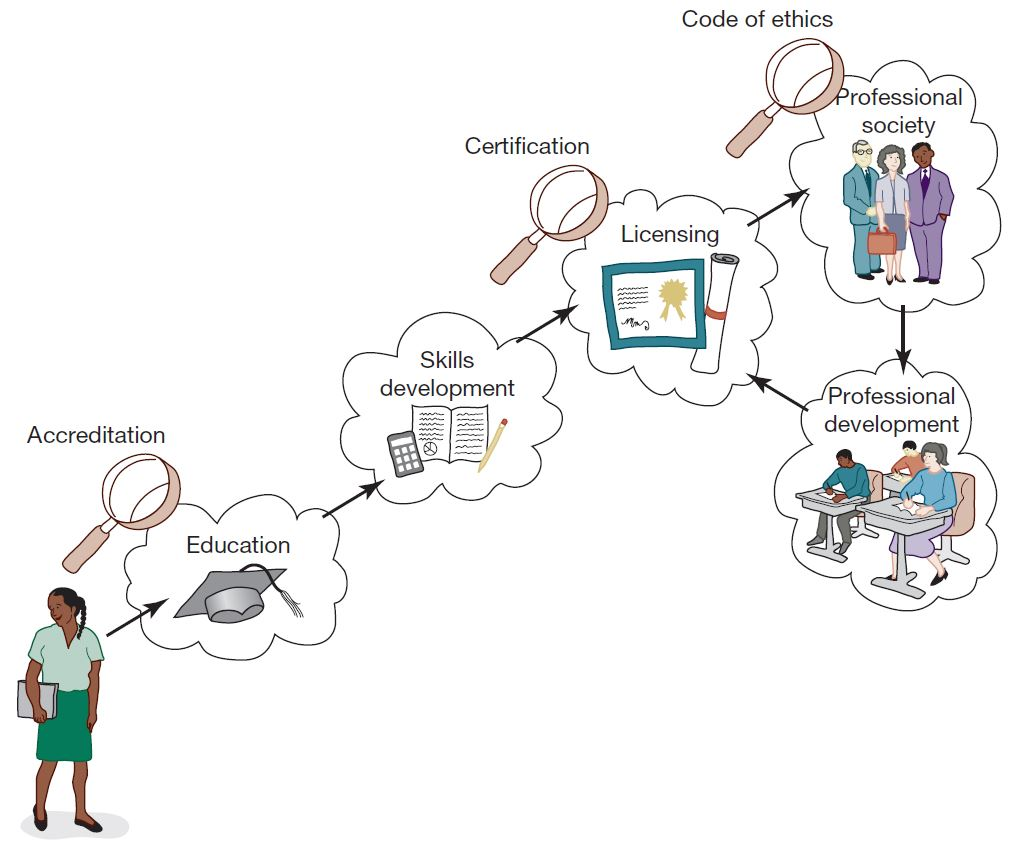 Code of ethics
Professional
society
Certification
Licensing
Skills
development
Professional
development
Accreditation
Education